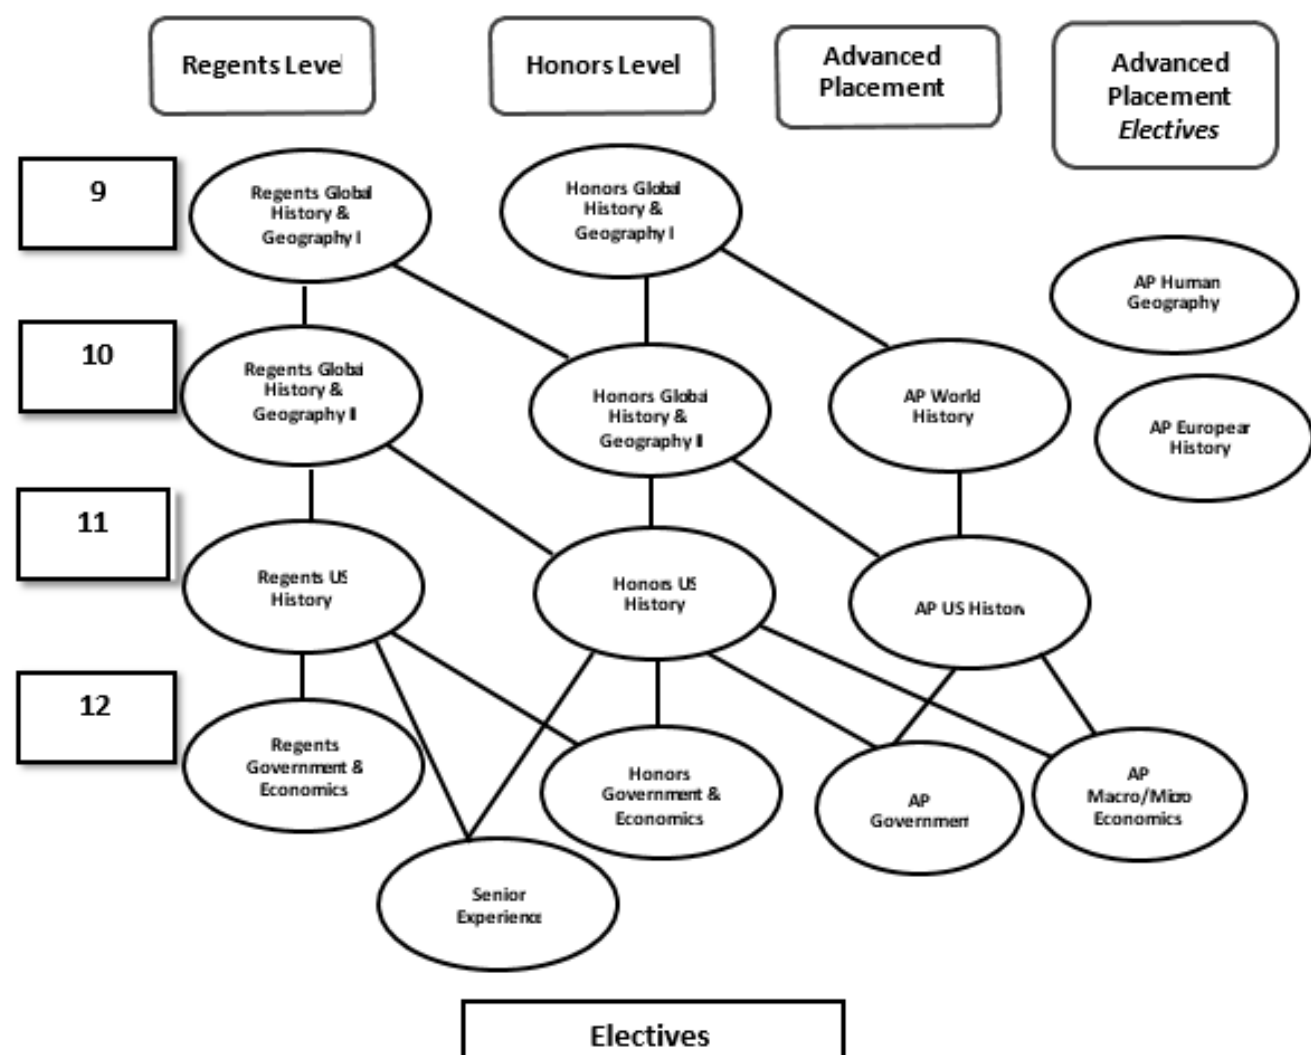 Regents Level
Honors Level
Advanced
Placement
Advanced
Placement
Electives
9
Regents Global
History &
Geography I
Honors Global
History &
Geography I
AP Human
Geography
10
Regents Global
History &
Geography II
Honors Global
History &
Geography II
AP World
History
AP European
History
11
Regents US
History
Honors US
History
AP US History
12
Regents
Government &
Economics
Honors
Government &
Economics
AP
Government
AP
Macro/Micro
Economics
Senior
Experience
Electives